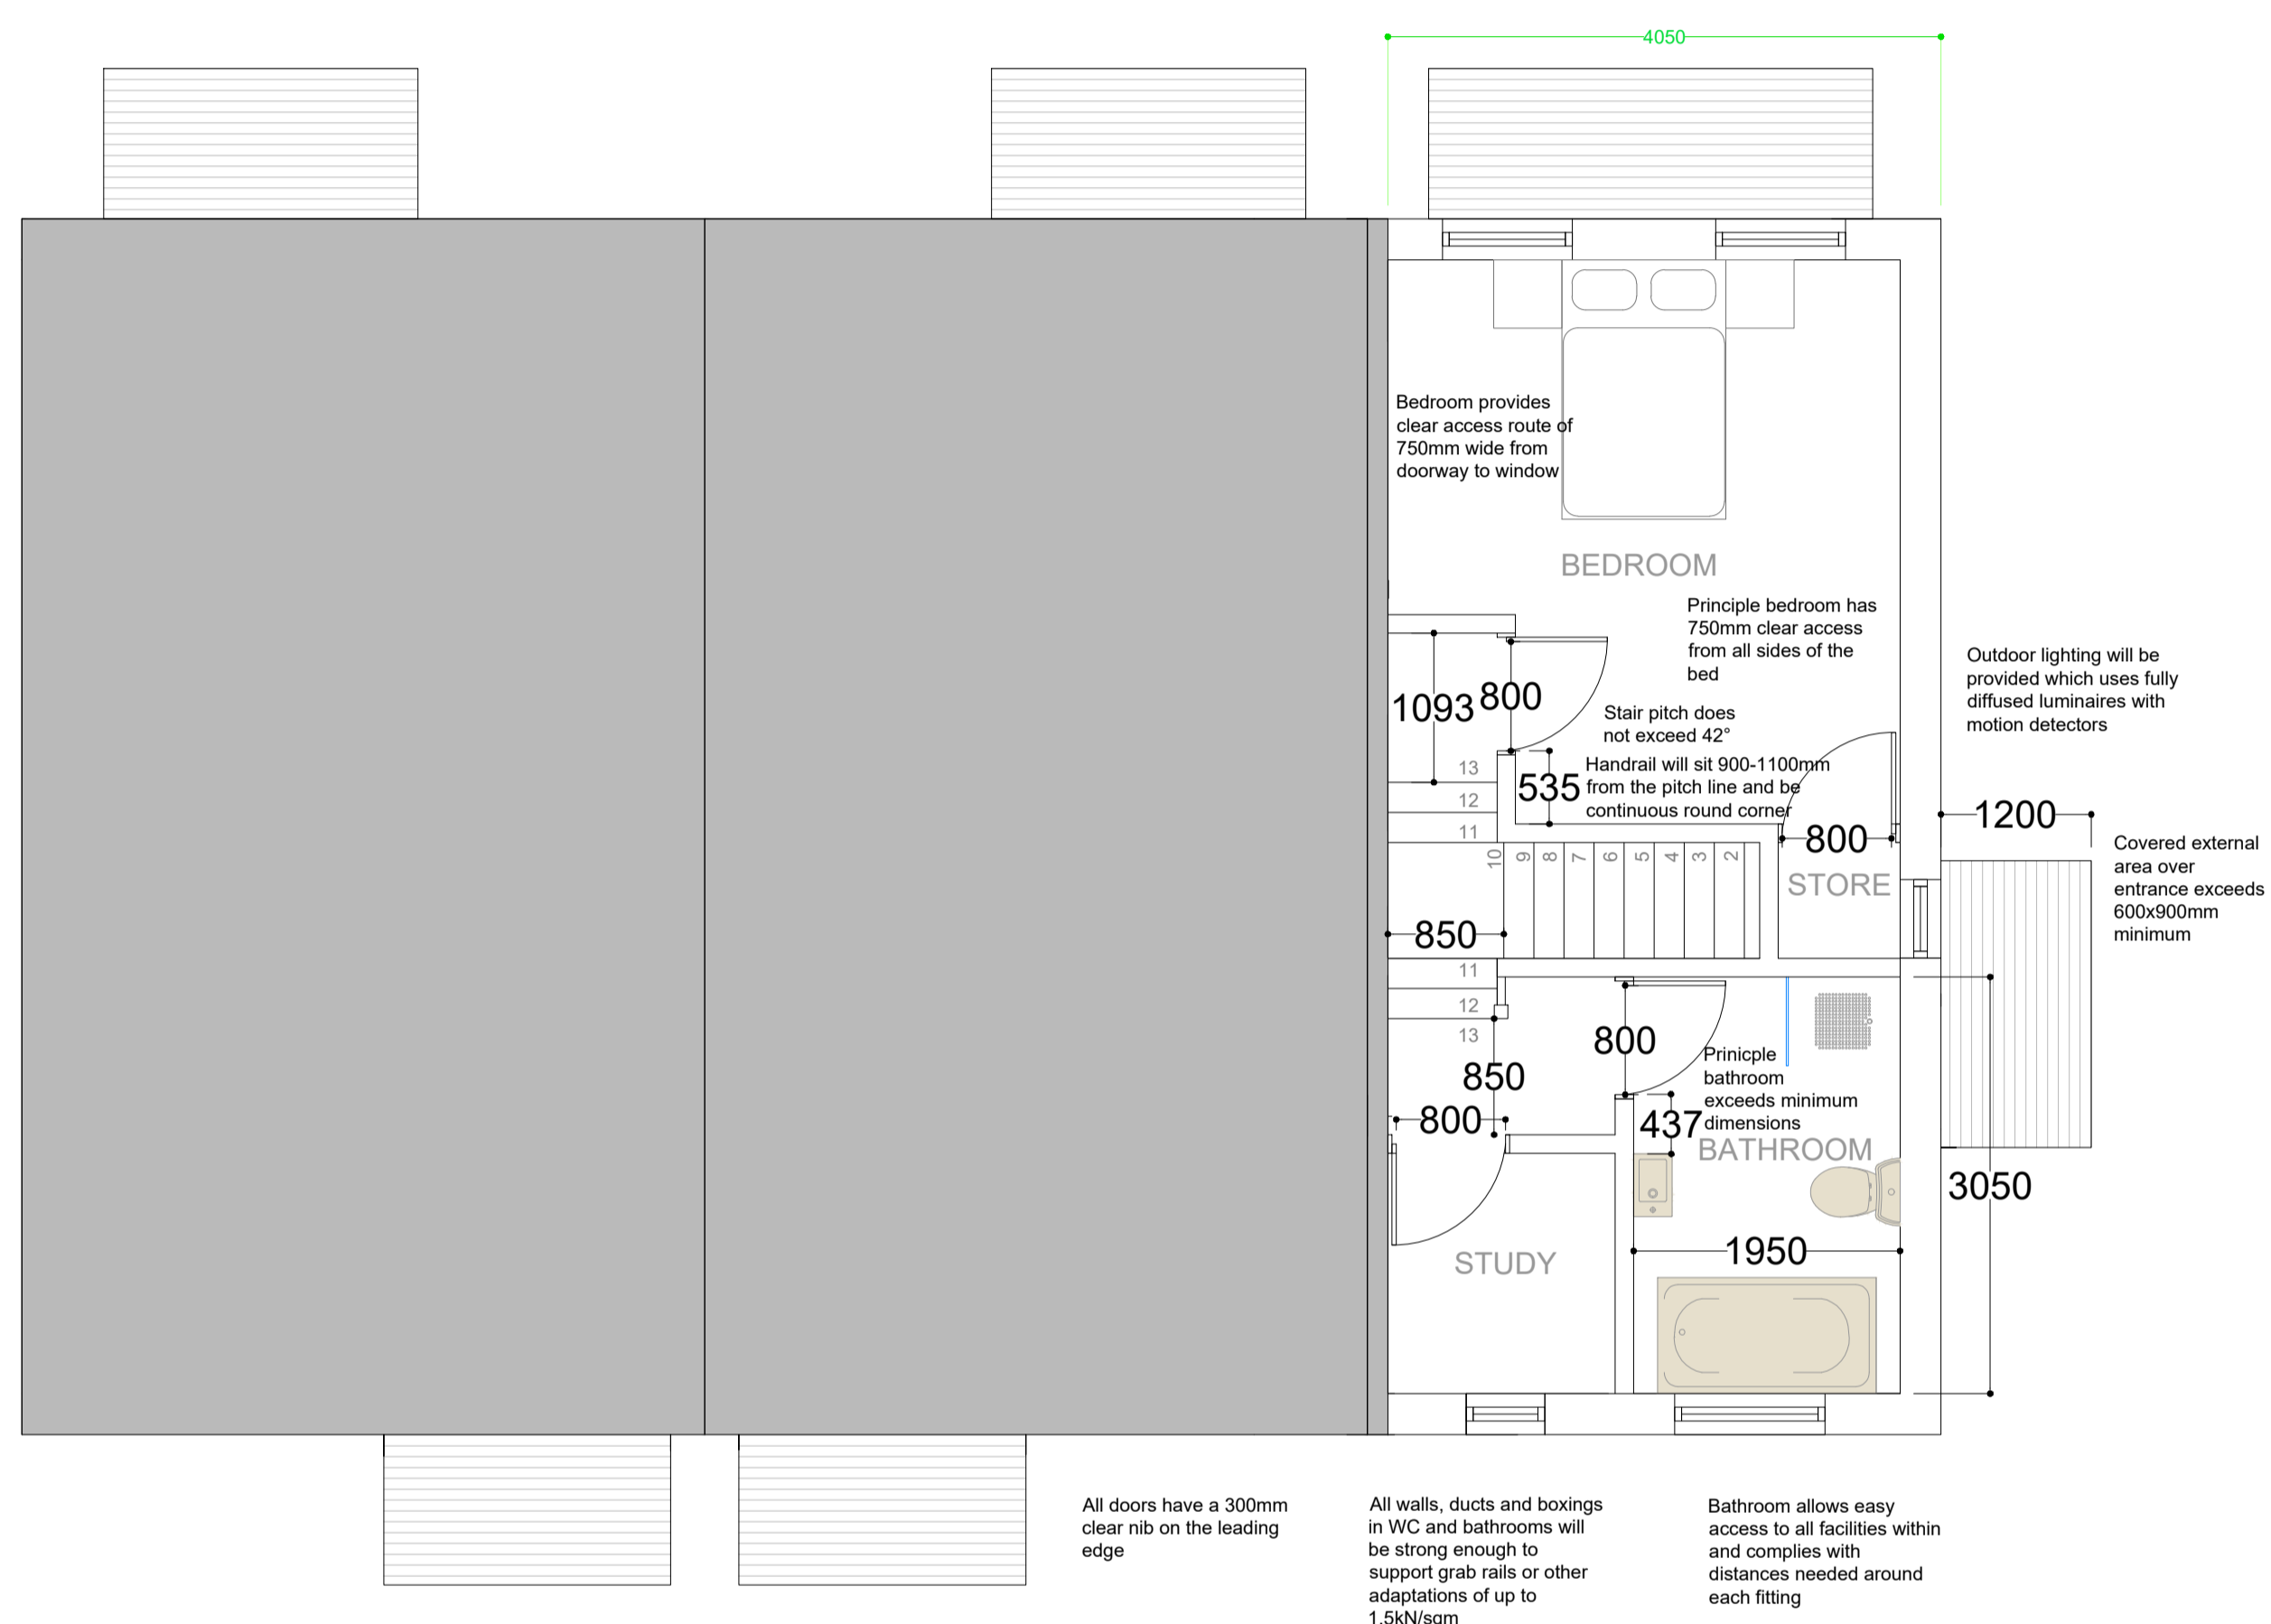 4050
Bedroom provides
clear access route of
750mm wide from
doorway to window
BEDROOM
Principle bedroom has
750mm clear access
from all sides of the
bed
Outdoor lighting will be
provided which uses fully
diffused luminaires with
motion detectors
1093
800
Stair pitch does
not exceed 42°
Handrail will sit 900-1100mm
from the pitch line and be
continuous round corner
535
13
12
11
10
9
8
7
6
5
4
3
2
800
STORE
1200
Covered external
area over
entrance exceeds
600x900mm
minimum
850
11
12
13
850
800
800
Prinicple
bathroom
exceeds minimum
dimensions
437
BATHROOM
3050
1950
STUDY
All doors have a 300mm
clear nib on the leading
edge
All walls, ducts and boxings
in WC and bathrooms will
be strong enough to
support grab rails or other
adaptations of up to
1.5kN/sqm
Bathroom allows easy
access to all facilities within
and complies with
distances needed around
each fitting